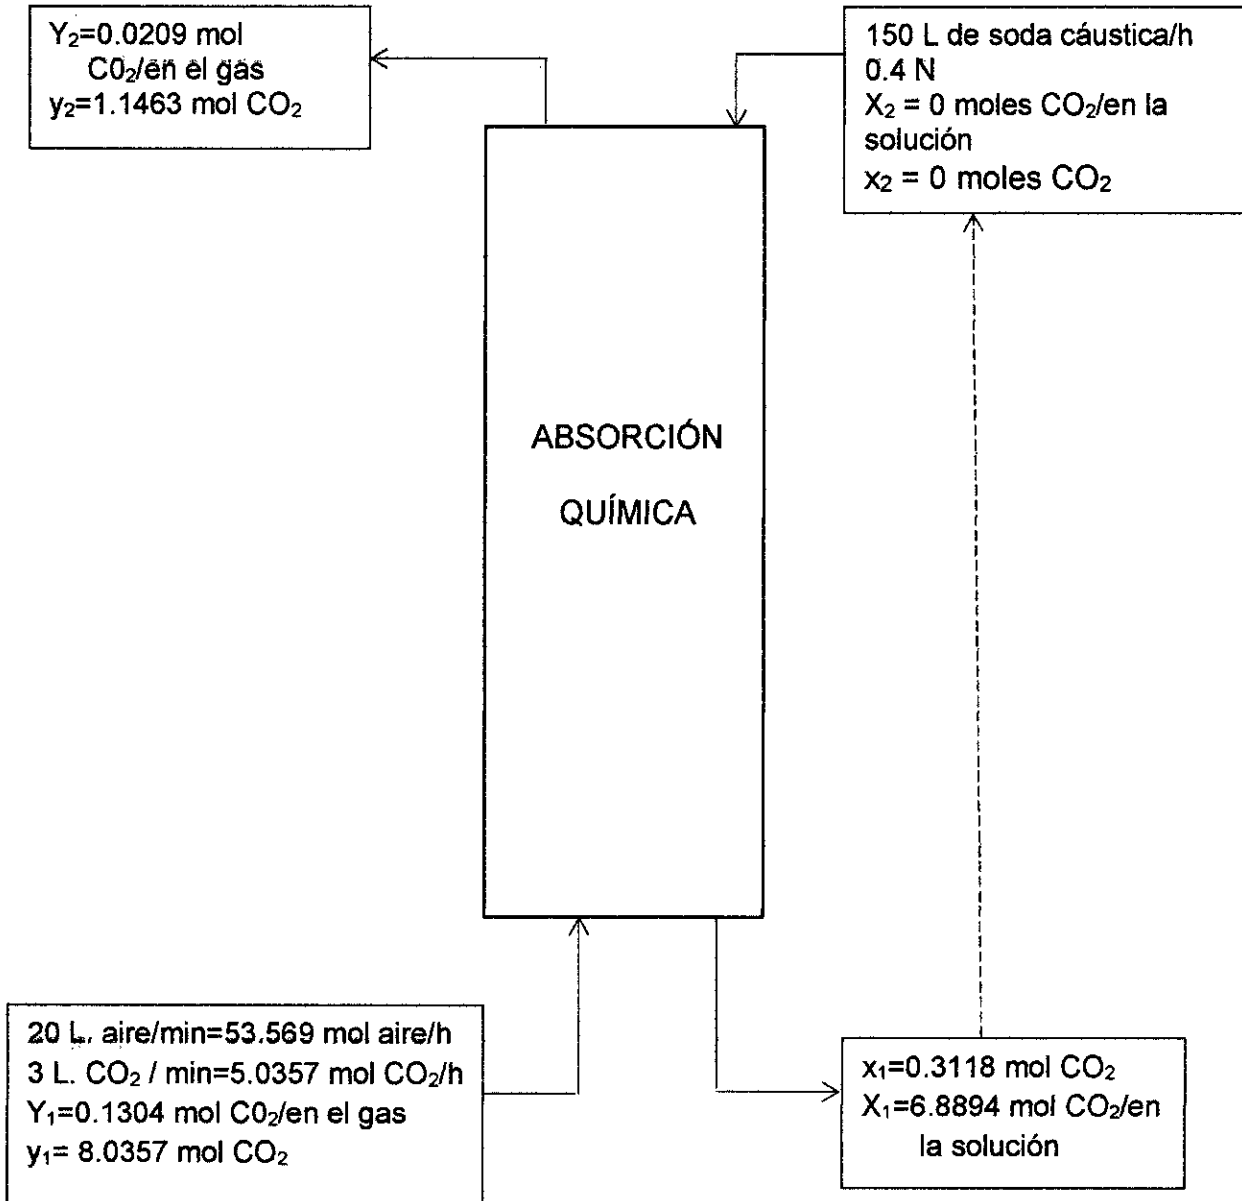 Y₂=0.0209 mol
C0₂/en el gas
y₂=1.1463 mol CO₂
150 L de soda cáustica/h
0.4 N
X₂ = 0 moles CO₂/en la
solución
x₂ = 0 moles CO₂
ABSORCIÓN
QUÍMICA
20 L. aire/min=53.569 mol aire/h
3 L. CO₂ / min=5.0357 mol CO₂/h
Y₁=0.1304 mol C0₂/en el gas
y₁= 8.0357 mol CO₂
x₁=0.3118 mol CO₂
X₁=6.8894 mol CO₂/en
la solución